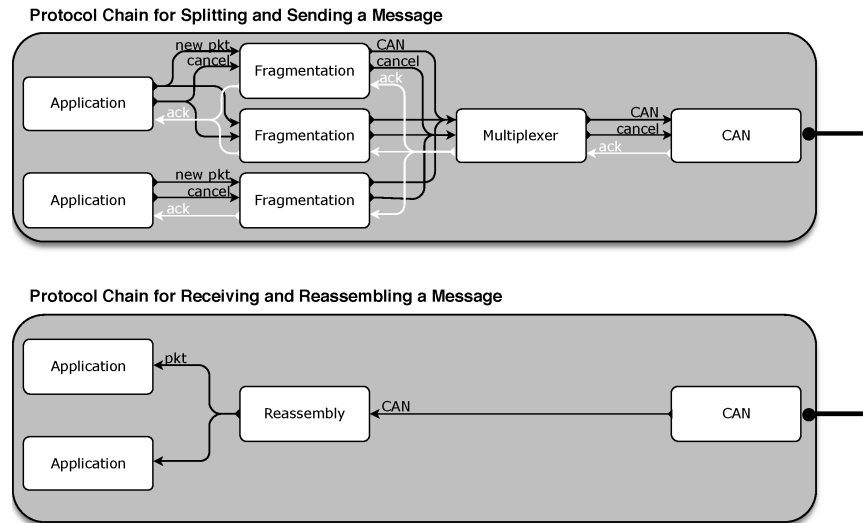 Protocol Chain for Splitting and Sending a Message
new pkt
cancel
ack
Application
Fragmentation
CAN
cancel
ack
Fragmentation
Multiplexer
CAN
cancel
ack
CAN
Application
new pkt
cancel
ack
Fragmentation
Protocol Chain for Receiving and Reassembling a Message
Application
pkt
Reassembly
CAN
CAN
Application